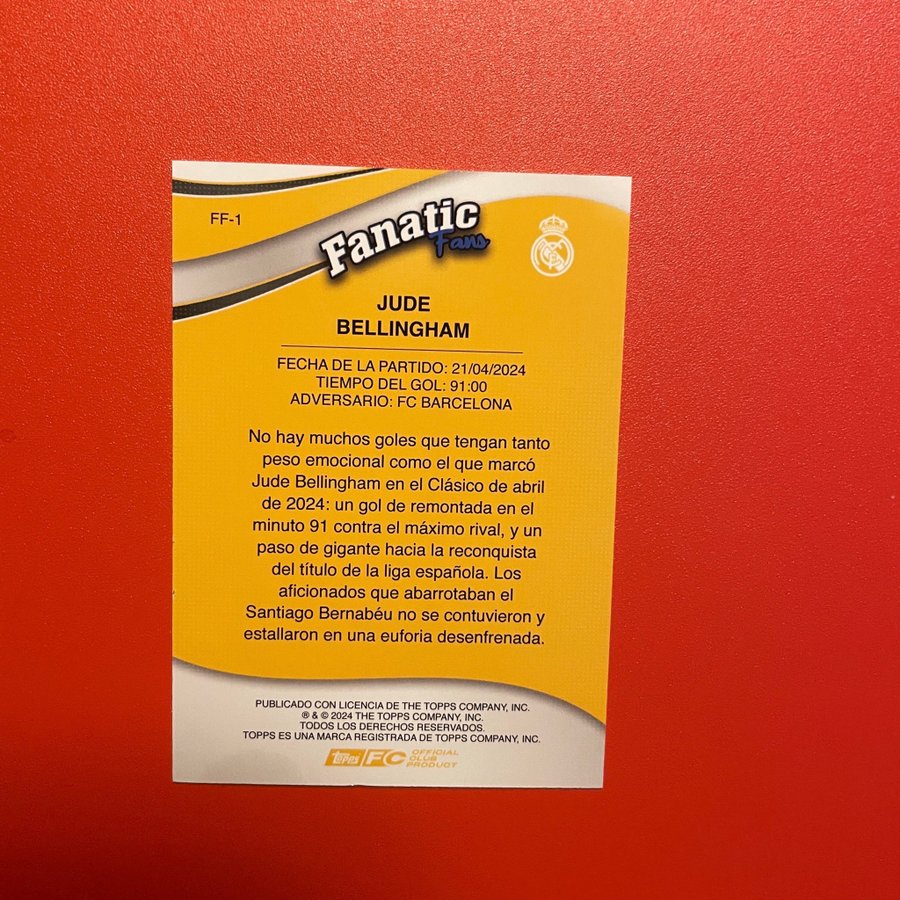 FF-1
Fanatic
Fans
JUDE
BELLINGHAM
FECHA DE LA PARTIDO: 21/04/2024
TIEMPO DEL GOL: 91:00
ADVERSARIO: FC BARCELONA
No hay muchos goles que tengan tanto
peso emocional como el que marcó
Jude Bellingham en el Clásico de abril
de 2024: un gol de remontada en el
minuto 91 contra el máximo rival, y un
paso de gigante hacia la reconquista
del título de la liga española. Los
aficionados que abarrotaban el
Santiago Bernabéu no se contuvieron y
estallaron en una euforia desenfrenada.
PUBLICADO CON LICENCIA DE THE TOPPS COMPANY, INC.
® & © 2024 THE TOPPS COMPANY, INC.
TODOS LOS DERECHOS RESERVADOS.
TOPPS ES UNA MARCA REGISTRADA DE TOPPS COMPANY, INC.
topps FC OFFICIAL
CLUB
PRODUCT